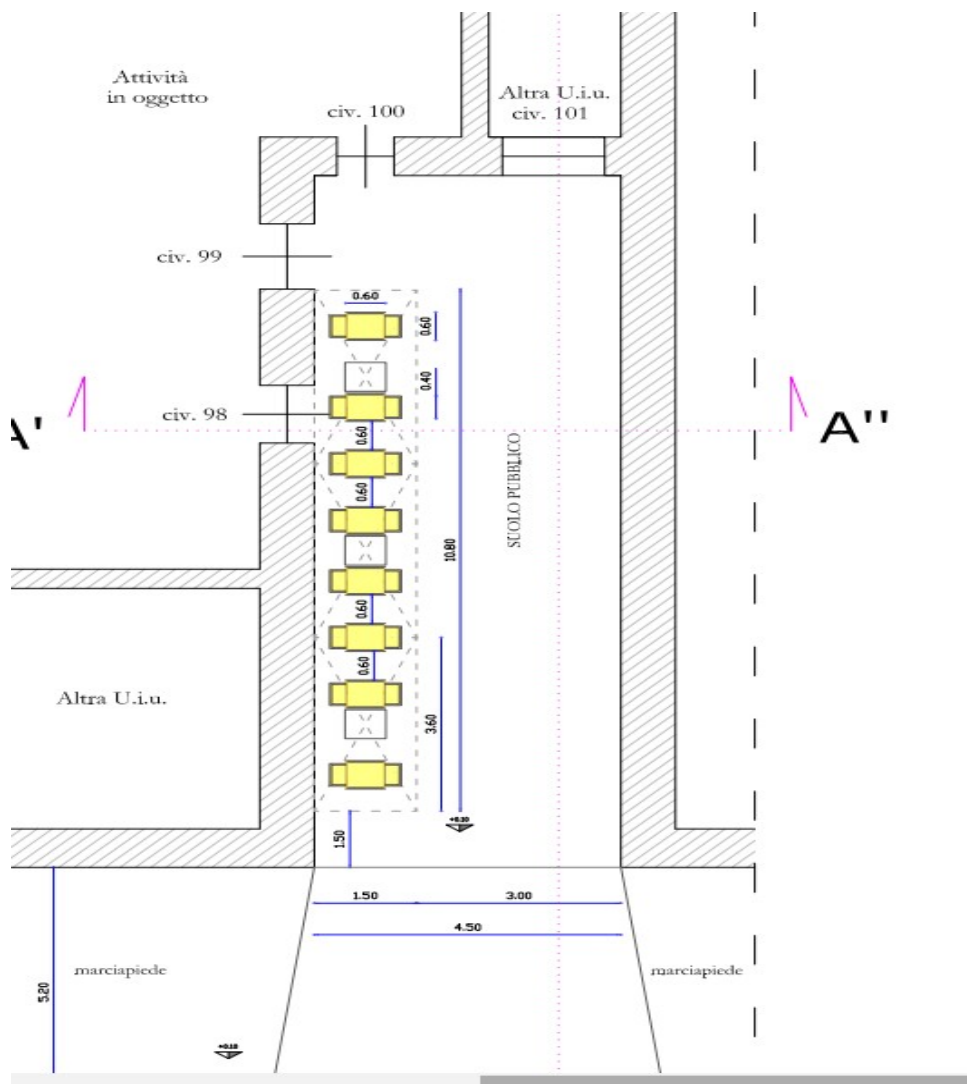 Attività
in oggetto
civ. 100
Altra U.i.u.
civ. 101
civ. 99
0.60
0.60
0.40
civ. 98
A'
A''
0.60
0.60
SUOLO PUBBLICO
10.80
0.60
0.60
Altra U.i.u.
3.60
1.50
1.50
3.00
4.50
marciapiede
marciapiede
5.20